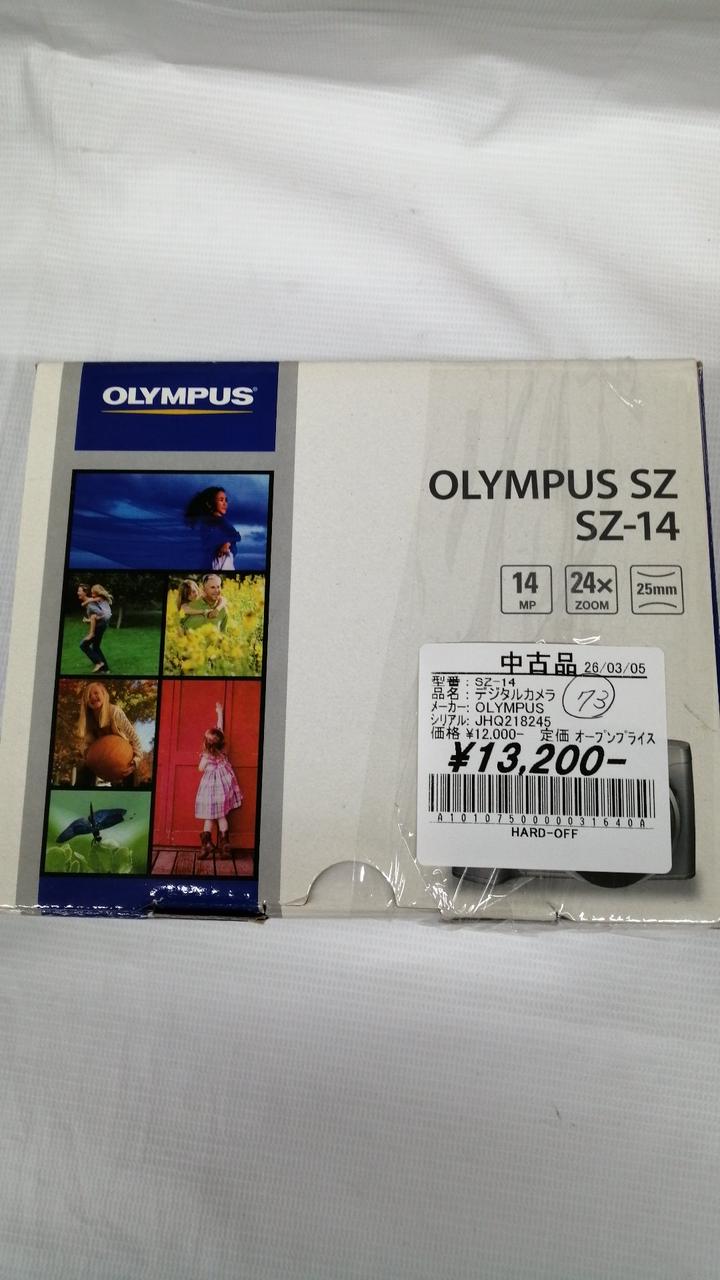 OLYMPUS®
OLYMPUS SZ
SZ-14
14
MP
24×
ZOOM
25mm
中古品 26/03/05
型番 : SZ-14
品名 : デジタルカメラ
73
メーカー: OLYMPUS
シリアル: JHQ218245
価格 ¥12,000- 定価 オープンプライス
¥13,200-
A1010750000031640A
HARD-OFF